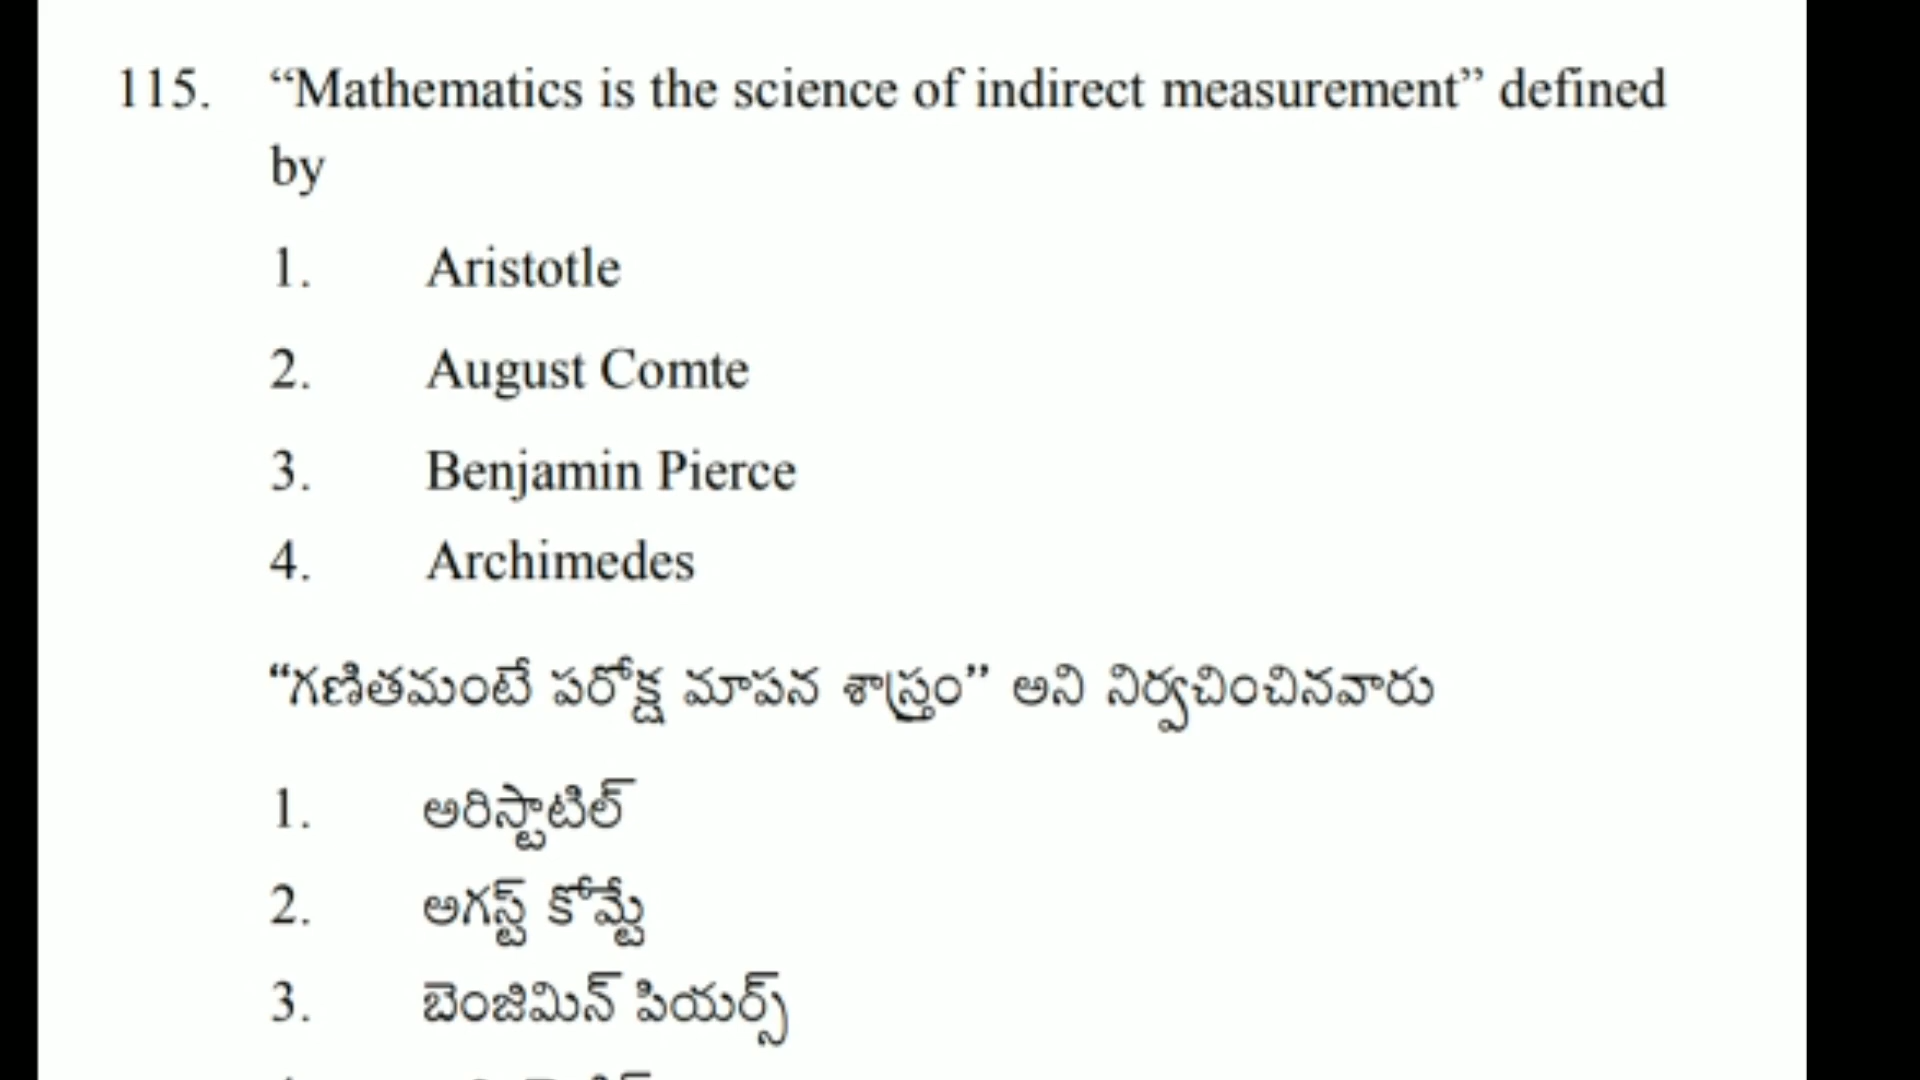 115. “Mathematics is the science of indirect measurement” defined
by
1. Aristotle
2. August Comte
3. Benjamin Pierce
4. Archimedes
“గణితమంటే పరోక్ష మాపన శాస్త్రం” అని నిర్వచించినవారు
1. అరిస్టాటిల్
2. అగస్ట్ కోమ్టే
3. బెంజిమిన్ పియర్స్